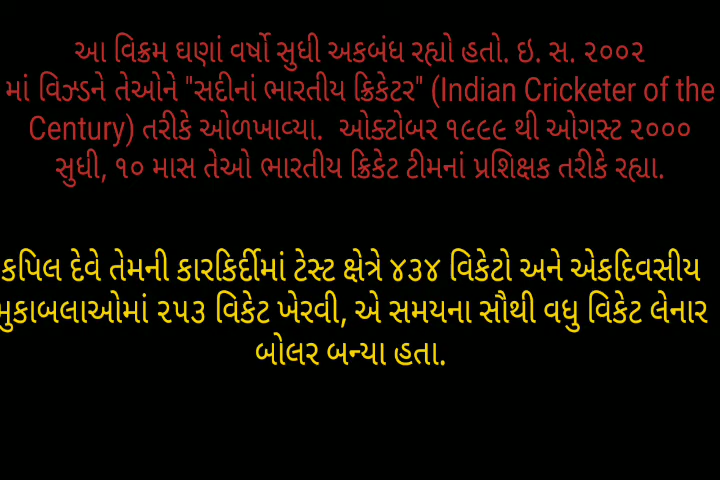 આ વિક્રમ ઘણાં વર્ષો સુધી અકબંધ રહ્યો હતો. ઇ. સ. ૨૦૦૨
માં વિઝ્ડને તેઓને "સદીનાં ભારતીય ક્રિકેટર" (Indian Cricketer of the
Century) તરીકે ઓળખાવ્યા. ઓક્ટોબર ૧૯૯૯ થી ઓગસ્ટ ૨૦૦૦
સુધી, ૧૦ માસ તેઓ ભારતીય ક્રિકેટ ટીમનાં પ્રશિક્ષક તરીકે રહ્યા.
કપિલ દેવે તેમની કારકિર્દીમાં ટેસ્ટ ક્ષેત્રે ૪૩૪ વિકેટો અને એકદિવસીય
મુકાબલાઓમાં ૨૫૩ વિકેટ ખેરવી, એ સમયના સૌથી વધુ વિકેટ લેનાર
બોલર બન્યા હતા.